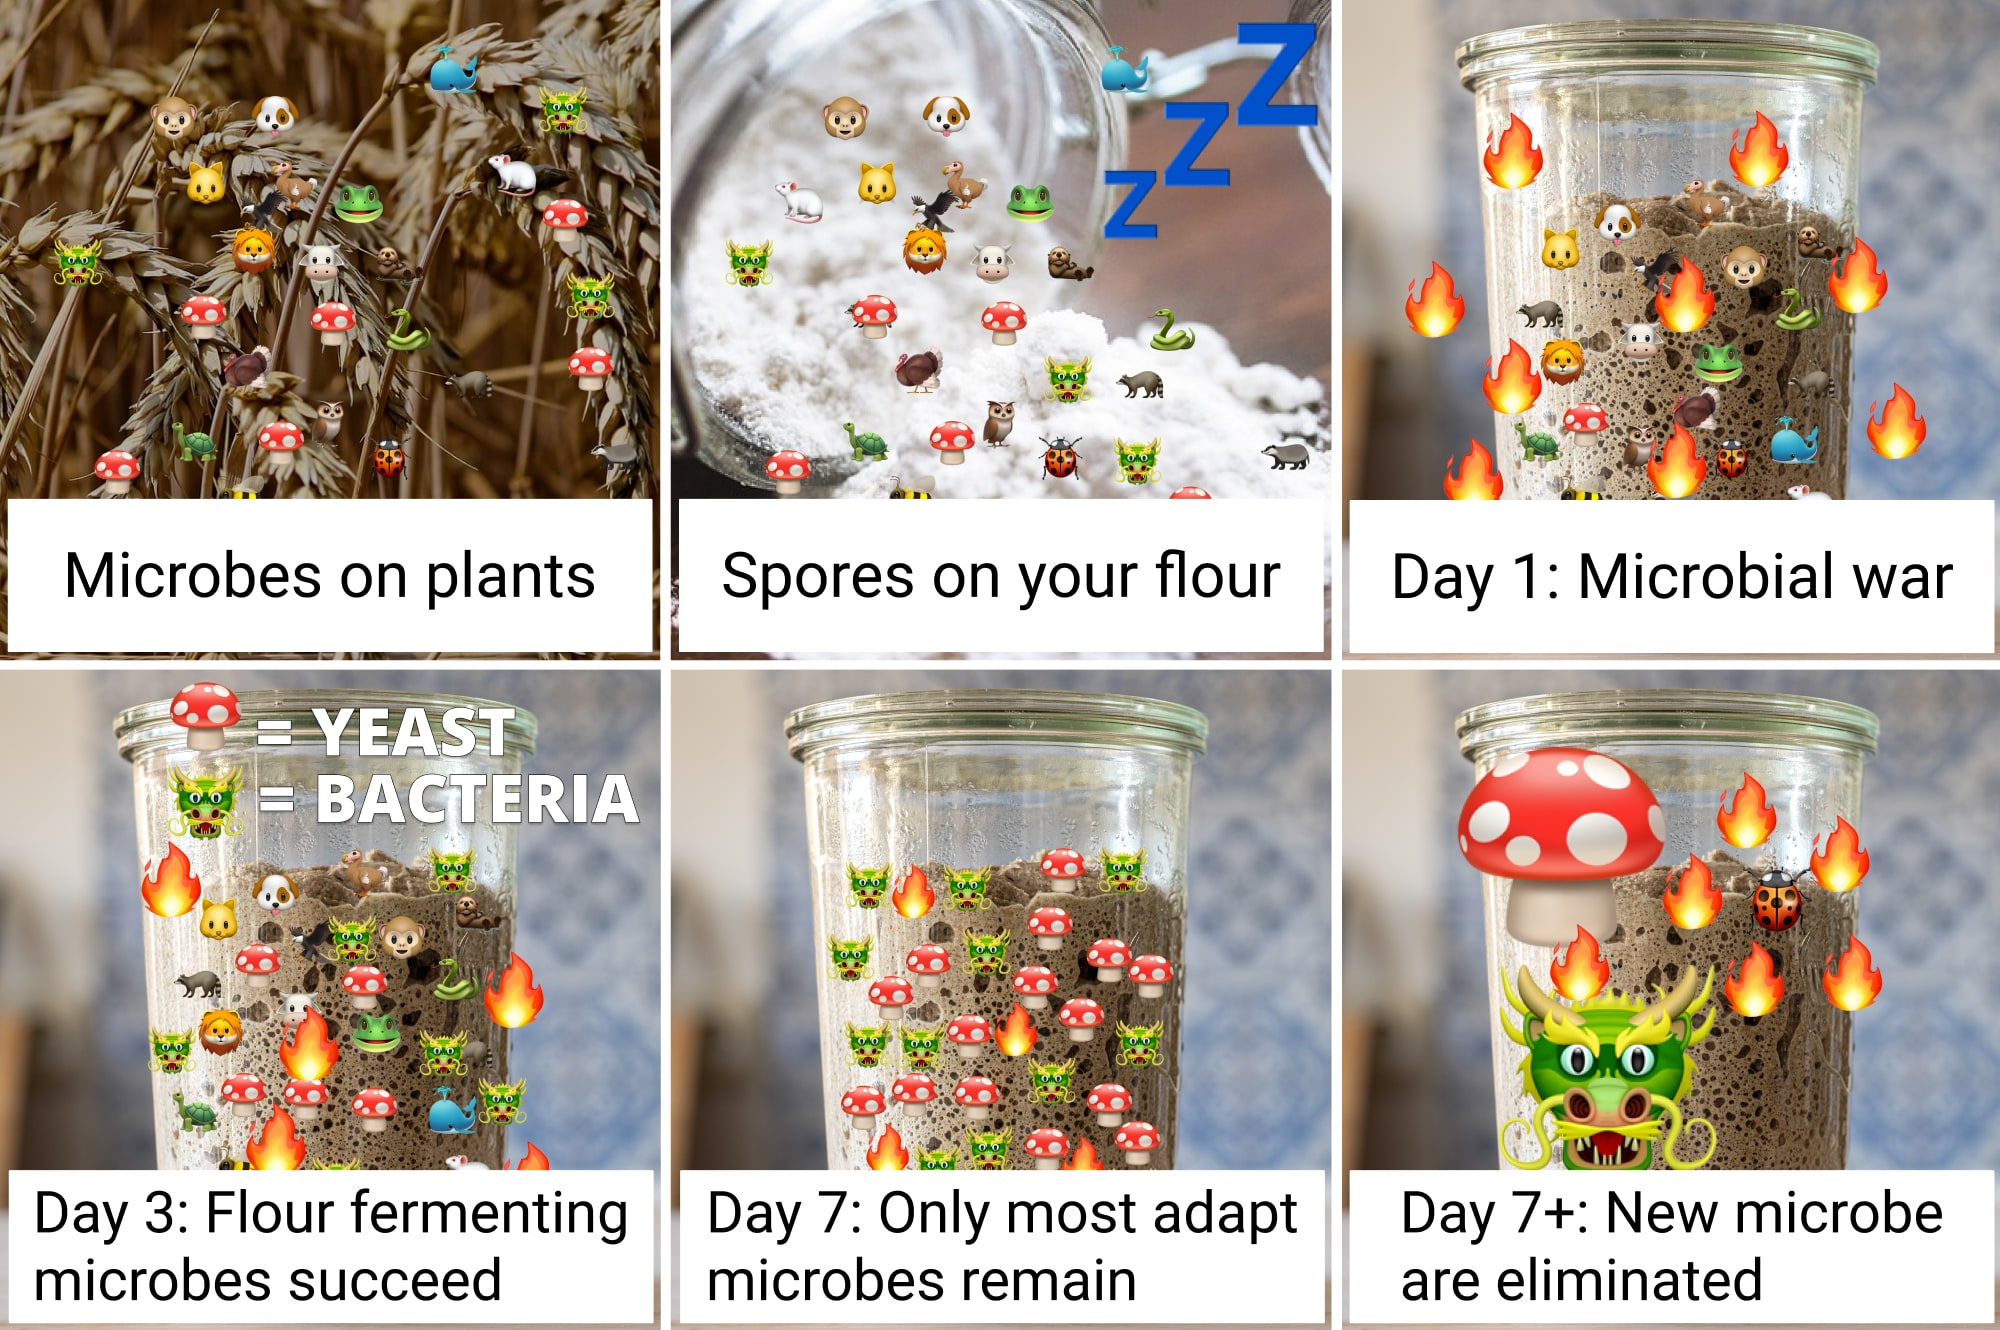 Z
Z
Z
Microbes on plants
Spores on your flour
Day 1: Microbial war
= YEAST
= BACTERIA
Day 3: Flour fermenting
microbes succeed
Day 7: Only most adapt
microbes remain
Day 7+: New microbe
are eliminated